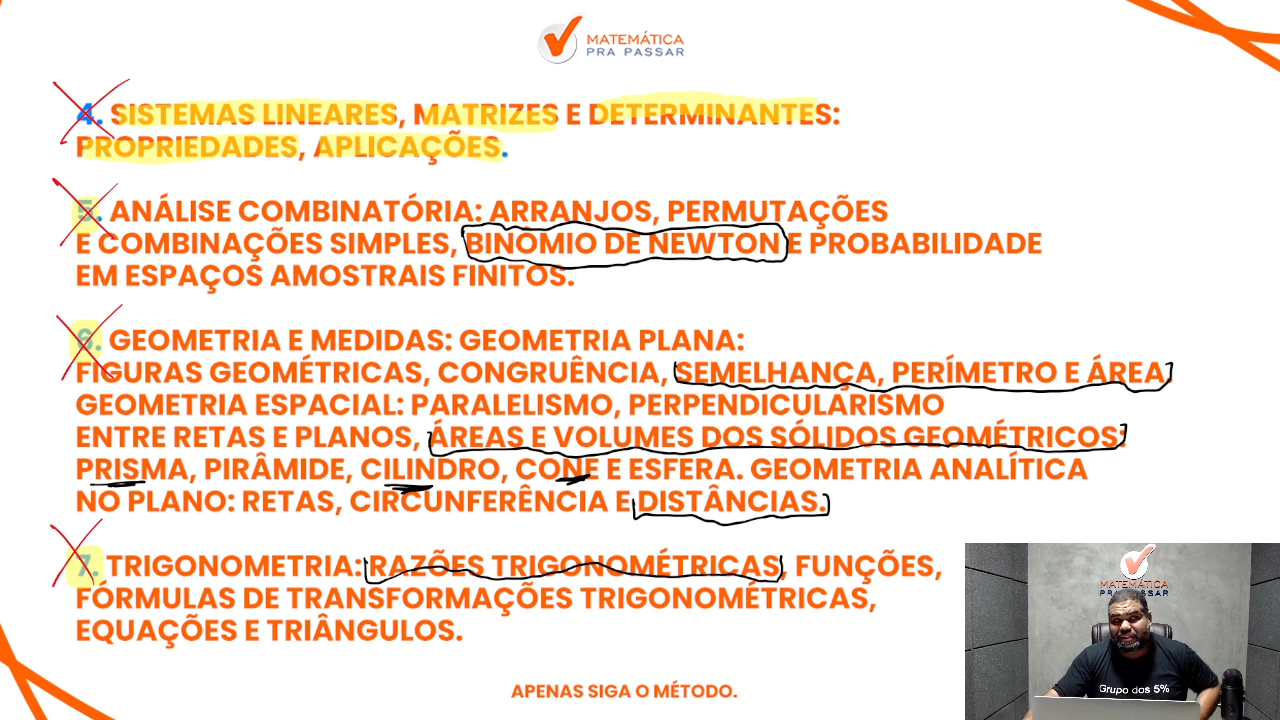 MATEMÁTICA
PRA PASSAR
4. SISTEMAS LINEARES, MATRIZES E DETERMINANTES:
PROPRIEDADES, APLICAÇÕES.
5. ANÁLISE COMBINATÓRIA: ARRANJOS, PERMUTAÇÕES
E COMBINAÇÕES SIMPLES, BINÔMIO DE NEWTON E PROBABILIDADE
EM ESPAÇOS AMOSTRAIS FINITOS.
6. GEOMETRIA E MEDIDAS: GEOMETRIA PLANA:
FIGURAS GEOMÉTRICAS, CONGRUÊNCIA, SEMELHANÇA, PERÍMETRO E ÁREA.
GEOMETRIA ESPACIAL: PARALELISMO, PERPENDICULARISMO
ENTRE RETAS E PLANOS, ÁREAS E VOLUMES DOS SÓLIDOS GEOMÉTRICOS:
PRISMA, PIRÂMIDE, CILINDRO, CONE E ESFERA. GEOMETRIA ANALÍTICA
NO PLANO: RETAS, CIRCUNFERÊNCIA E DISTÂNCIAS.
7. TRIGONOMETRIA: RAZÕES TRIGONOMÉTRICAS, FUNÇÕES,
FÓRMULAS DE TRANSFORMAÇÕES TRIGONOMÉTRICAS,
EQUAÇÕES E TRIÂNGULOS.
MATEMÁTICA
PRA PASSAR
Grupo dos 5%
APENAS SIGA O MÉTODO.